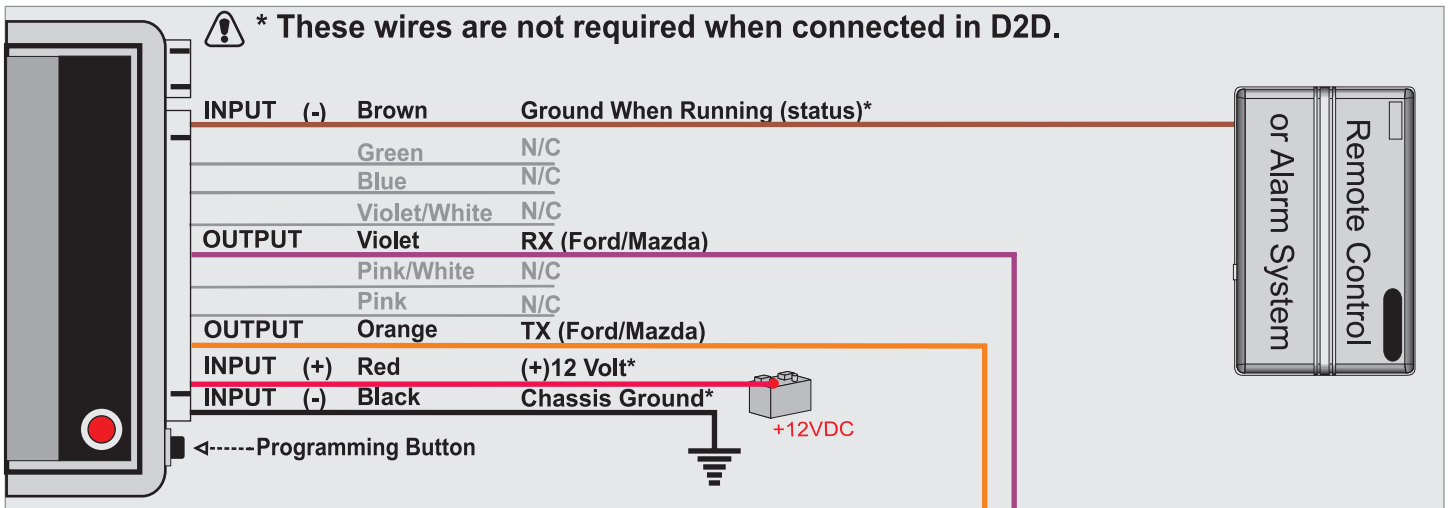 * These wires are not required when connected in D2D.
INPUT (-) Brown Ground When Running (status)*
Green N/C
Blue N/C
Violet/White N/C
OUTPUT Violet RX (Ford/Mazda)
Pink/White N/C
Pink N/C
OUTPUT Orange TX (Ford/Mazda)
INPUT (+) Red (+)12 Volt*
INPUT (-) Black Chassis Ground*
+12VDC
Programming Button
Remote Control
or Alarm System